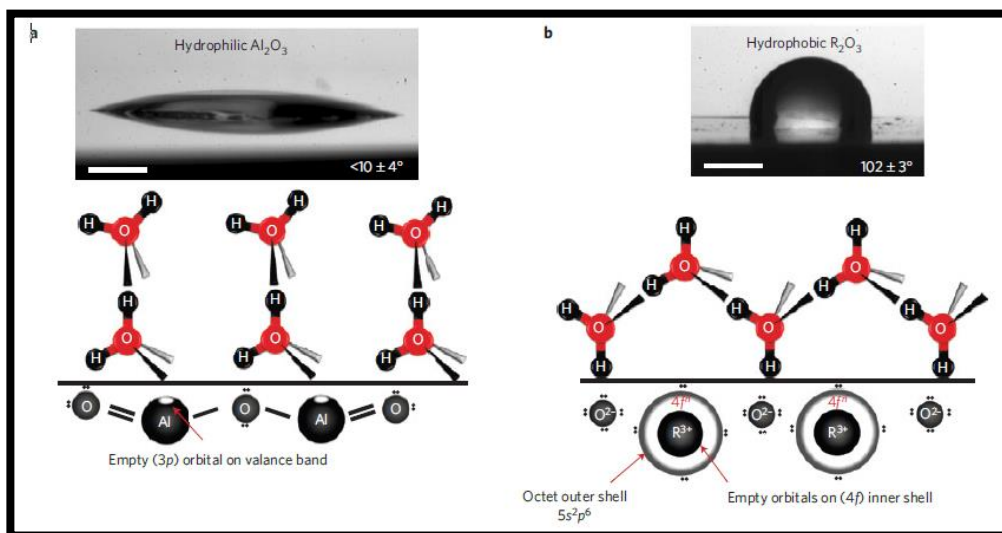 a
Hydrophilic Al₂O₃
<10 ± 4°
H H H H H H
O O O
H H H
O O O
H H H
O Al O Al O
Empty (3p) orbital on valance band
b
Hydrophobic R₂O₃
102 ± 3°
H H
O O
H H H H H
O O O
H H H
4fⁿ 4fⁿ
O²⁻ R³⁺ O²⁻ R³⁺ O²⁻
Octet outer shell
5s²p⁶
Empty orbitals on (4f) inner shell